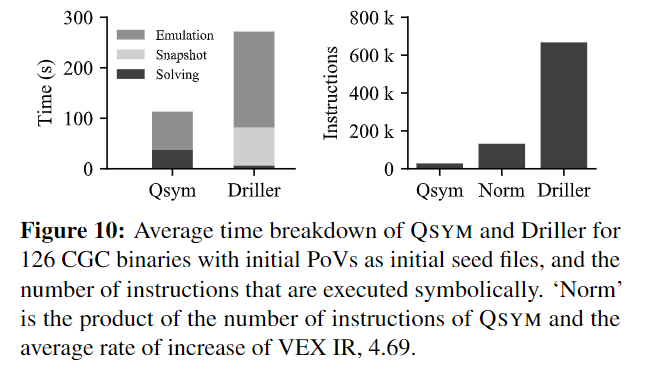 300
200
100
0
Time (s)
Emulation
Snapshot
Solving
Qsym Driller
800 k
600 k
400 k
200 k
0
Instructions
Qsym Norm Driller
Figure 10: Average time breakdown of QSYM and Driller for
126 CGC binaries with initial PoVs as initial seed files, and the
number of instructions that are executed symbolically. ‘Norm’
is the product of the number of instructions of QSYM and the
average rate of increase of VEX IR, 4.69.